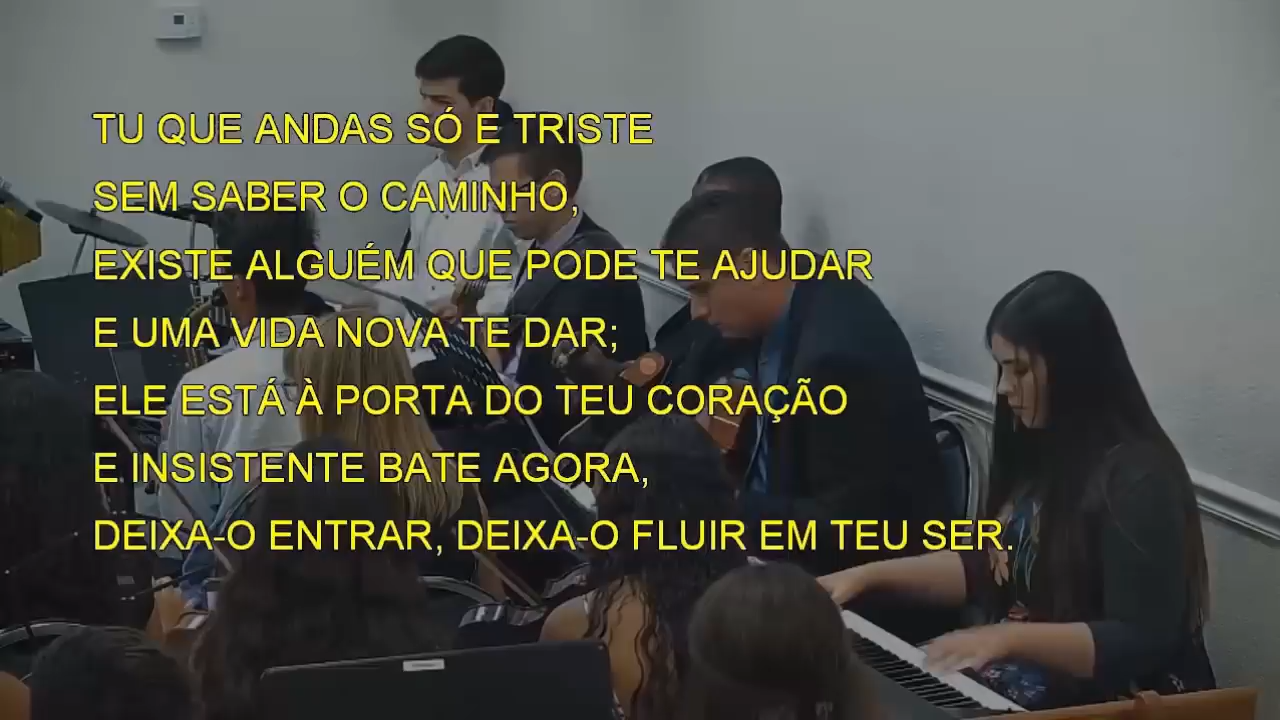 TU QUE ANDAS SÓ E TRISTE
SEM SABER O CAMINHO,
EXISTE ALGUÉM QUE PODE TE AJUDAR
E UMA VIDA NOVA TE DAR;
ELE ESTÁ À PORTA DO TEU CORAÇÃO
E INSISTENTE BATE AGORA,
DEIXA-O ENTRAR, DEIXA-O FLUIR EM TEU SER.